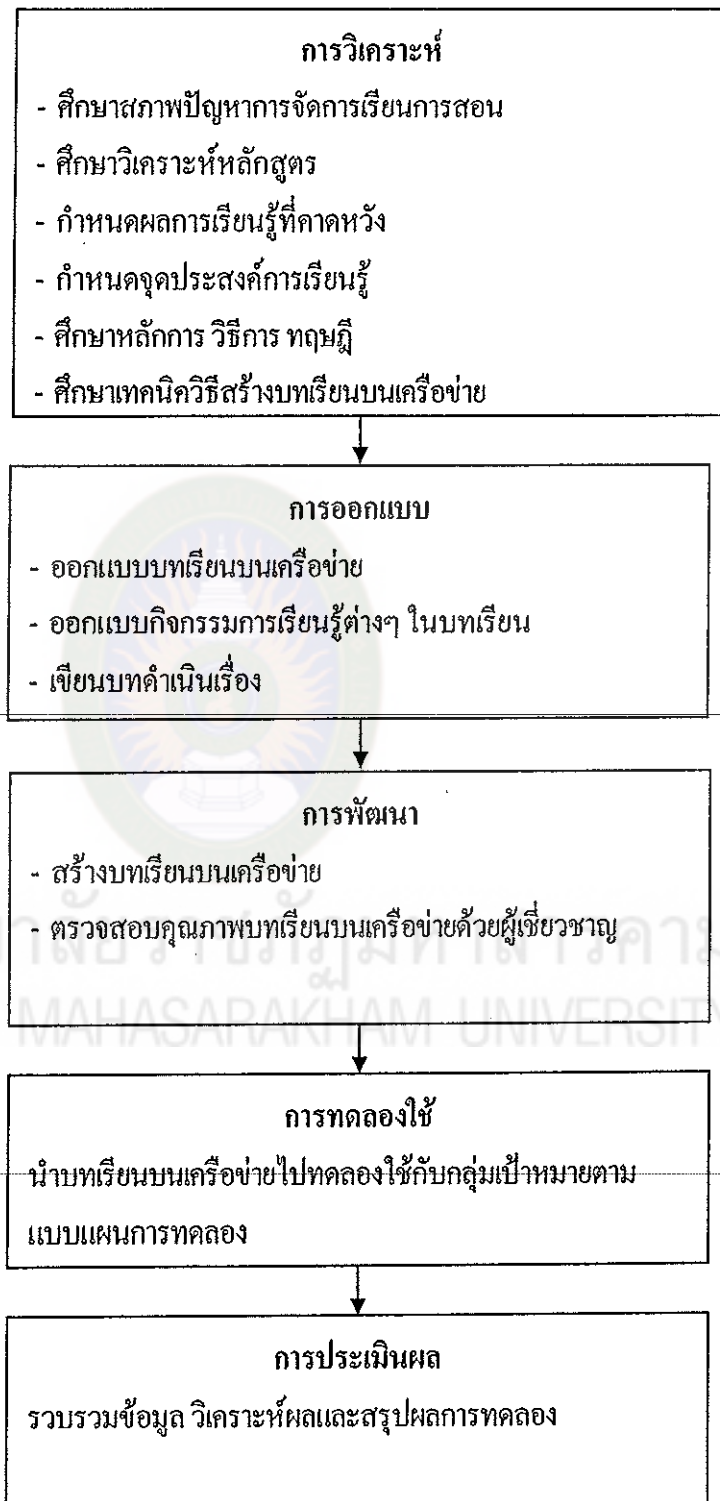 การวิเคราะห์
- ศึกษาสภาพปัญหาการจัดการเรียนการสอน
- ศึกษาวิเคราะห์หลักสูตร
- กำหนดผลการเรียนรู้ที่คาดหวัง
- กำหนดจุดประสงค์การเรียนรู้
- ศึกษาหลักการ วิธีการ ทฤษฎี
- ศึกษาเทคนิควิธีสร้างบทเรียนบนเครือข่าย
การออกแบบ
- ออกแบบบทเรียนบนเครือข่าย
- ออกแบบกิจกรรมการเรียนรู้ต่างๆ ในบทเรียน
- เขียนบทดำเนินเรื่อง
การพัฒนา
- สร้างบทเรียนบนเครือข่าย
- ตรวจสอบคุณภาพบทเรียนบนเครือข่ายด้วยผู้เชี่ยวชาญ
าลัยราชภัฏมหาสารคาม
MAHASARAKHAM UNIVERSITY
การทดลองใช้
นำบทเรียนบนเครือข่ายไปทดลองใช้กับกลุ่มเป้าหมายตาม
แบบแผนการทดลอง
การประเมินผล
รวบรวมข้อมูล วิเคราะห์ผลและสรุปผลการทดลอง